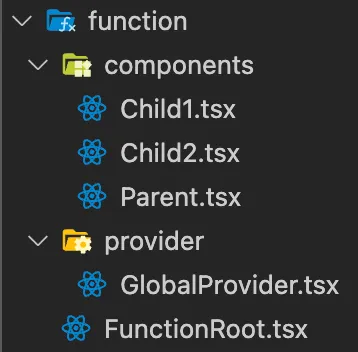 function
components
Child1.tsx
Child2.tsx
Parent.tsx
provider
GlobalProvider.tsx
FunctionRoot.tsx